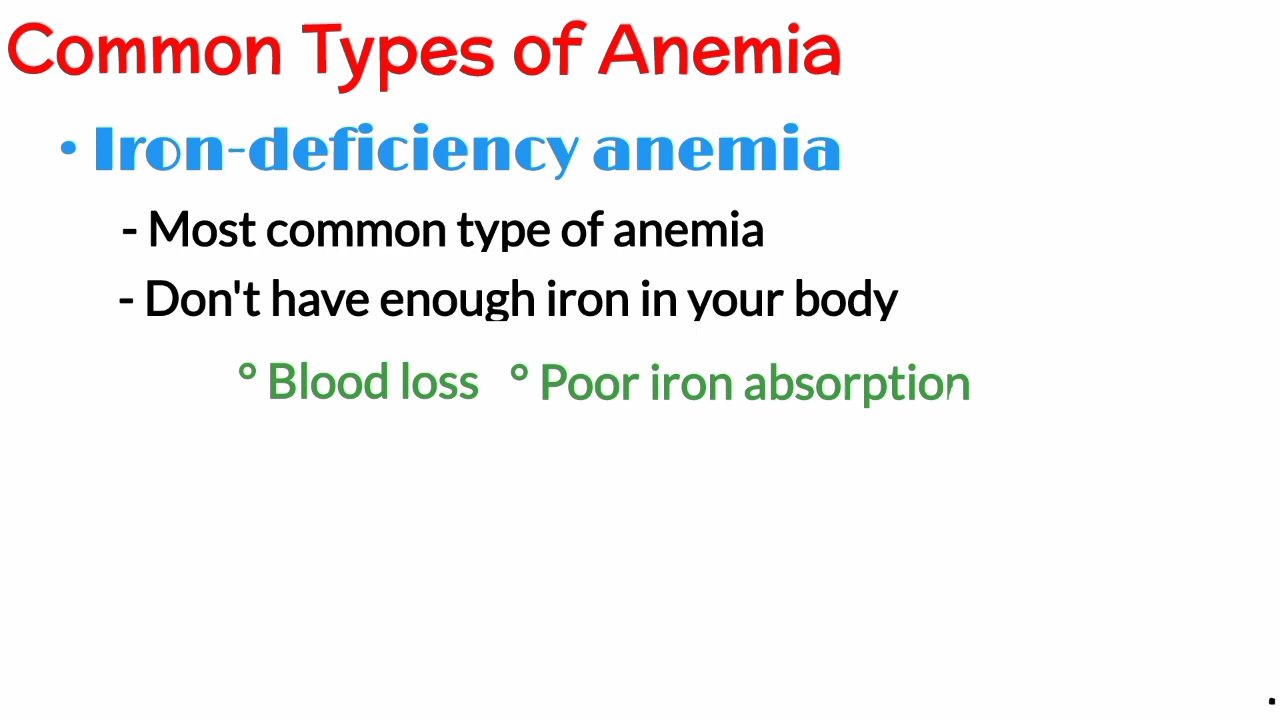 Common Types of Anemia
• Iron-deficiency anemia
- Most common type of anemia
- Don't have enough iron in your body
° Blood loss ° Poor iron absorption
.